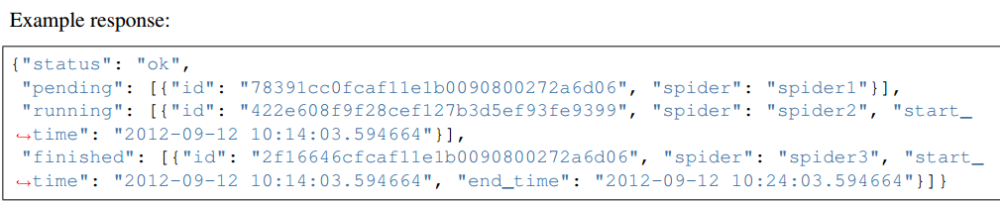 Example response:
{"status": "ok",
"pending": [{"id": "78391cc0fcaf11e1b0090800272a6d06", "spider": "spider1"}],
"running": [{"id": "422e608f9f28cef127b3d5ef93fe9399", "spider": "spider2", "start_
↪time": "2012-09-12 10:14:03.594664"}],
"finished": [{"id": "2f16646cfcaf11e1b0090800272a6d06", "spider": "spider3", "start_
↪time": "2012-09-12 10:14:03.594664", "end_time": "2012-09-12 10:24:03.594664"}]}